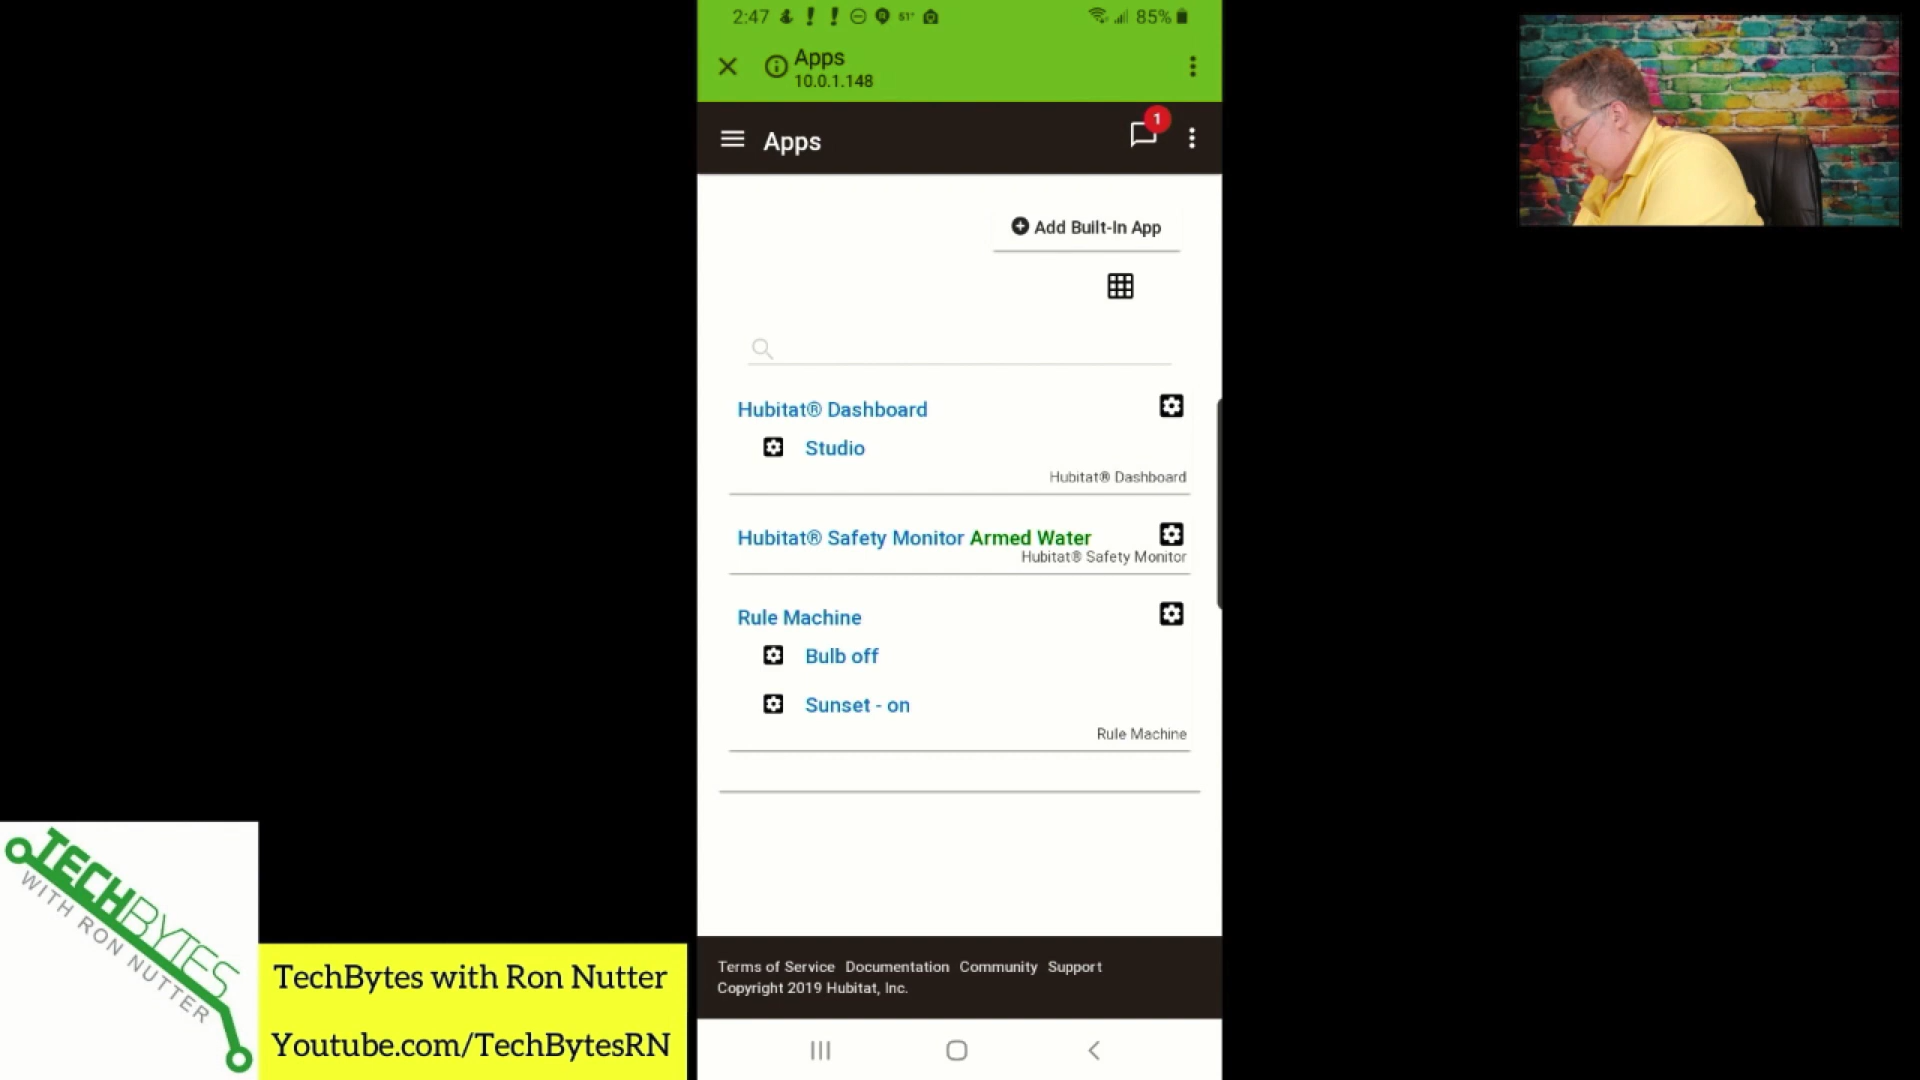 2:47
51°
85%
Apps
10.0.1.148
Apps
1
Add Built-In App
Hubitat® Dashboard
Studio
Hubitat® Dashboard
Hubitat® Safety Monitor Armed Water
Hubitat® Safety Monitor
Rule Machine
Bulb off
Sunset - on
Rule Machine
Terms of Service Documentation Community Support
Copyright 2019 Hubitat, Inc.
TECHBYTES
WITH RON NUTTER
TechBytes with Ron Nutter
Youtube.com/TechBytesRN